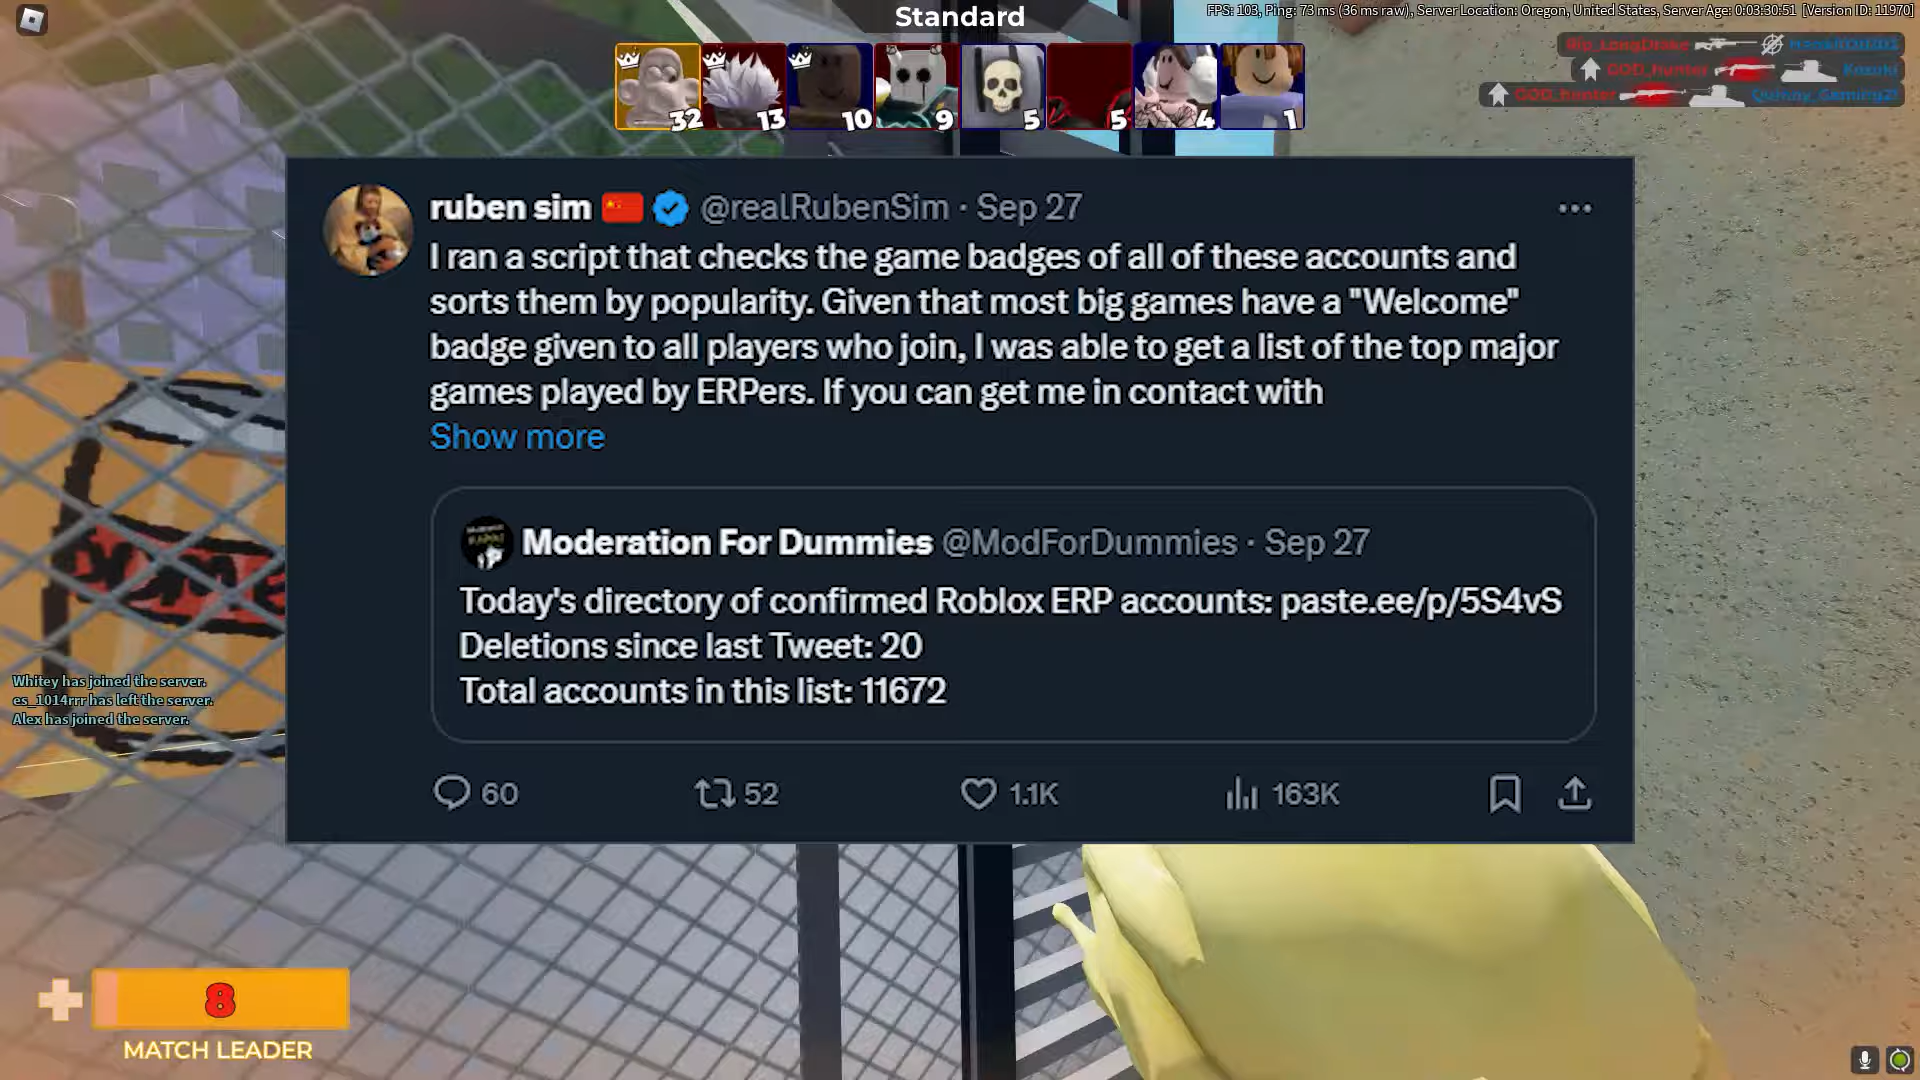 Standard
FPS: 103, Ping: 73 ms (36 ms raw), Server Location: Oregon, United States, Server Age: 0:03:30:51 [Version ID: 11970]
32 13 10 9 5 5 4 1
Rip_LongDrake
GOD_hunter Kazuki
GOD_hunter
ruben sim @realRubenSim · Sep 27
I ran a script that checks the game badges of all of these accounts and
sorts them by popularity. Given that most big games have a "Welcome"
badge given to all players who join, I was able to get a list of the top major
games played by ERPers. If you can get me in contact with
Show more
Moderation For Dummies @ModForDummies · Sep 27
Today's directory of confirmed Roblox ERP accounts: paste.ee/p/5S4vS
Deletions since last Tweet: 20
Total accounts in this list: 11672
60 52 1.1K 163K
Whitey has joined the server.
es_1014rrr has left the server.
Alex has joined the server.
8
MATCH LEADER